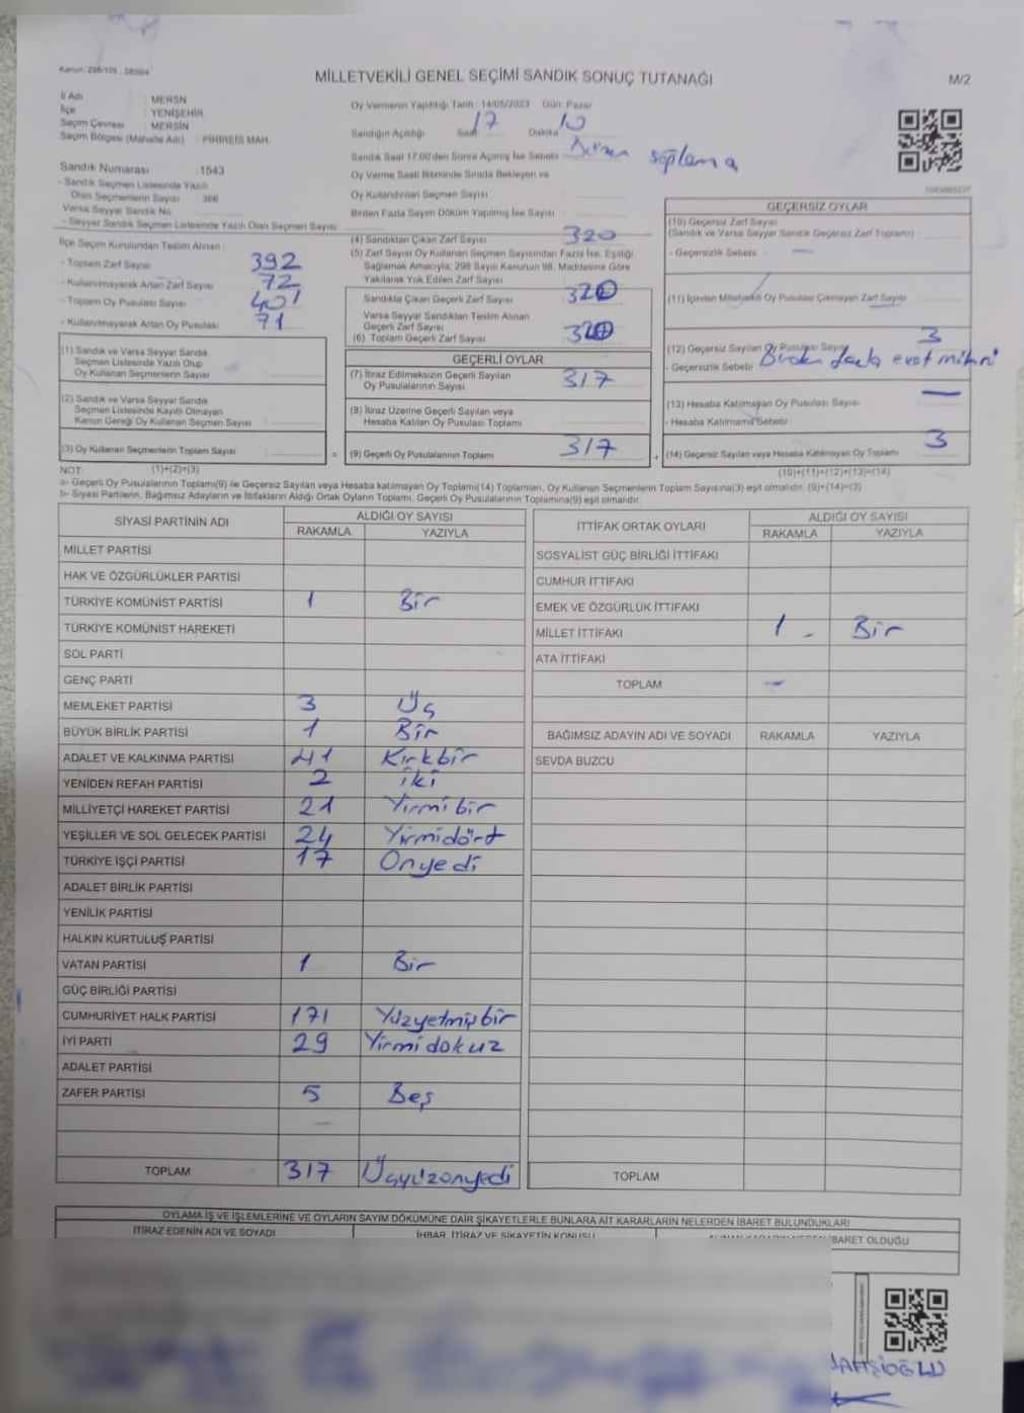 MİLLETVEKİLİ GENEL SEÇİMİ SANDIK SONUÇ TUTANAĞI
M/2
İl Adı : MERSİN
İlçe : YENİŞEHİR
Seçim Çevresi : MERSİN
Seçim Bölgesi (Mahalle Adı) : PİRİREİS MAH.
Oy Vermenin Yapıldığı Tarih : 14/05/2023 Gün: Pazar
Sandığın Açıldığı Saat 17 Dakika 10
Sandık Saat 17:00'den Sonra Açılmış İse Sebebi
Oy Verme Saati Bitiminde Sırada Bekleyen ve
Oy Kullandırılan Seçmen Sayısı
Birden Fazla Sayım Döküm Yapılmış İse Sayısı
Sandık Numarası : 1543
- Sandık Seçmen Listesinde Yazılı
Olan Seçmenlerin Sayısı
Varsa Seyyar Sandık No
- Seyyar Sandık Seçmen Listesinde Yazılı Olan Seçmen Sayısı
İlçe Seçim Kurulundan Teslim Alınan :
- Toplam Zarf Sayısı 392
- Kullanılmayarak Artan Zarf Sayısı 72
- Toplam Oy Pusulası Sayısı
- Kullanılmayarak Artan Oy Pusulası 71
(1) Sandık ve Varsa Seyyar Sandık
Seçmen Listesinde Yazılı Olup
Oy Kullanan Seçmenlerin Sayısı
(2) Sandık ve Varsa Seyyar Sandık
Seçmen Listesinde Kayıtlı Olmayan
Kanun Gereği Oy Kullanan Seçmen Sayısı
(3) Oy Kullanan Seçmenlerin Toplam Sayısı
(4) Sandıktan Çıkan Zarf Sayısı 320
(5) Zarf Sayısı Oy Kullanan Seçmen Sayısından Fazla İse, Eşitliği
Sağlamak Amacıyla; 298 Sayılı Kanunun 98. Maddesine Göre
Yakılarak Yok Edilen Zarf Sayısı
Sandıkta Çıkan Geçerli Zarf Sayısı 320
Varsa Seyyar Sandıktan Teslim Alınan
Geçerli Zarf Sayısı
(6) Toplam Geçerli Zarf Sayısı 320
GEÇERLİ OYLAR
(7) İtiraz Edilmeksizin Geçerli Sayılan
Oy Pusulalarının Sayısı 317
(8) İtiraz Üzerine Geçerli Sayılan veya
Hesaba Katılan Oy Pusulası Toplamı
(9) Geçerli Oy Pusulalarının Toplamı 317
GEÇERSİZ OYLAR
(10) Geçersiz Zarf Sayısı
(Sandık ve Varsa Seyyar Sandık Geçersiz Zarf Toplamı)
- Geçersizlik Sebebi —
(11) İçinden Milletvekili Oy Pusulası Çıkmayan Zarf Sayısı —
(12) Geçersiz Sayılan Oy Pusulası Sayısı 3
- Geçersizlik Sebebi
(13) Hesaba Katılmayan Oy Pusulası Sayısı —
- Hesaba Katılmama Sebebi
(14) Geçersiz Sayılan veya Hesaba Katılmayan Oy Toplamı 3
NOT: (1)+(2)=(3)
(10)+(11)+(12)+(13)=(14)
a- Geçerli Oy Pusulalarının Toplamı(9) ile Geçersiz Sayılan veya Hesaba katılmayan Oy Toplamı(14) Toplamları, Oy Kullanan Seçmenlerin Toplam Sayısına(3) eşit olmalıdır. (9)+(14)=(3)
b- Siyasi Partilerin, Bağımsız Adayların ve İttifakların Aldığı Ortak Oyların Toplamı, Geçerli Oy Pusulalarının Toplamına(9) eşit olmalıdır.
SİYASİ PARTİNİN ADI ALDIĞI OY SAYISI
RAKAMLA YAZIYLA
MİLLET PARTİSİ
HAK VE ÖZGÜRLÜKLER PARTİSİ
TÜRKİYE KOMÜNİST PARTİSİ 1 Bir
TÜRKİYE KOMÜNİST HAREKETİ
SOL PARTİ
GENÇ PARTİ
MEMLEKET PARTİSİ 3 Üç
BÜYÜK BİRLİK PARTİSİ 1 Bir
ADALET VE KALKINMA PARTİSİ 41 Kırkbir
YENİDEN REFAH PARTİSİ 2 iki
MİLLİYETÇİ HAREKET PARTİSİ 21 Yirmibir
YEŞİLLER VE SOL GELECEK PARTİSİ 24 Yirmidört
TÜRKİYE İŞÇİ PARTİSİ 17 Onyedi
ADALET BİRLİK PARTİSİ
YENİLİK PARTİSİ
HALKIN KURTULUŞ PARTİSİ
VATAN PARTİSİ 1 Bir
GÜÇ BİRLİĞİ PARTİSİ
CUMHURİYET HALK PARTİSİ 171 Yüzyetmişbir
İYİ PARTİ 29 Yirmidokuz
ADALET PARTİSİ
ZAFER PARTİSİ 5 Beş
TOPLAM 317 Üçyüzonyedi
İTTİFAK ORTAK OYLARI ALDIĞI OY SAYISI
RAKAMLA YAZIYLA
SOSYALİST GÜÇ BİRLİĞİ İTTİFAKI
CUMHUR İTTİFAKI
EMEK VE ÖZGÜRLÜK İTTİFAKI
MİLLET İTTİFAKI 1 - Bir
ATA İTTİFAKI
TOPLAM —
BAĞIMSIZ ADAYIN ADI VE SOYADI RAKAMLA YAZIYLA
SEVDA BUZCU
TOPLAM
OYLAMA İŞ VE İŞLEMLERİNE VE OYLARIN SAYIM DÖKÜMÜNE DAİR ŞİKAYETLERLE BUNLARA AİT KARARLARIN NELERDEN İBARET BULUNDUKLARI
İTİRAZ EDENİN ADI VE SOYADI
İHBAR, İTİRAZ VE ŞİKAYETİN KONUSU
İBARET OLDUĞU